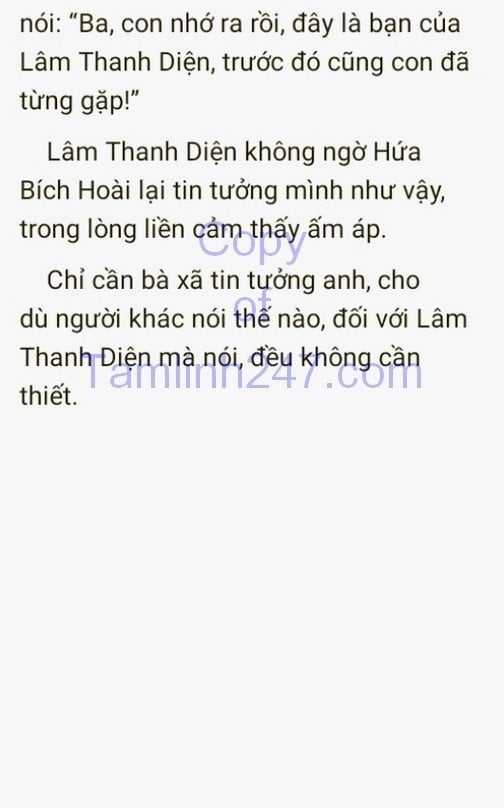 nói: “Ba, con nhớ ra rồi, đây là bạn của
Lâm Thanh Diện, trước đó cũng con đã
từng gặp!”
Lâm Thanh Diện không ngờ Hứa
Bích Hoài lại tin tưởng mình như vậy,
trong lòng liền cảm thấy ấm áp.
Copy
Chỉ cần bà xã tin tưởng anh, cho
dù người khác nói thế nào, đối với Lâm
of
Thanh Diện mà nói, đều không cần
Tamlinh247.com
thiết.